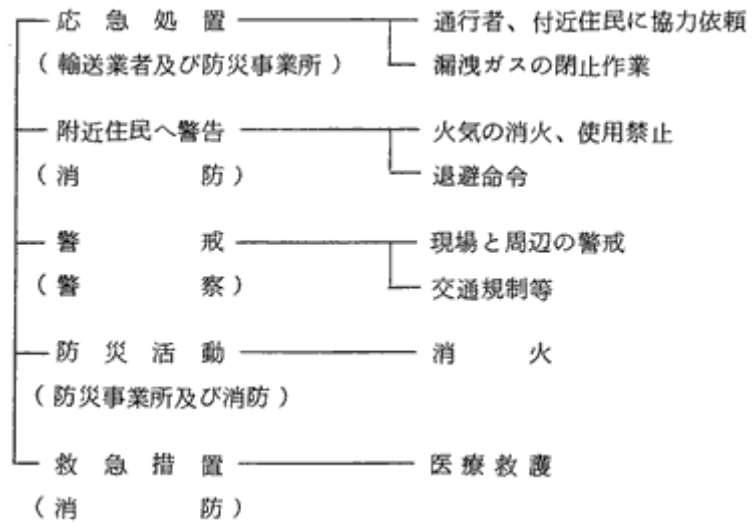 応急処置 通行者、付近住民に協力依頼
(輸送業者及び防災事業所) 漏洩ガスの閉止作業
附近住民へ警告 火気の消火、使用禁止
(消防) 退避命令
警戒 現場と周辺の警戒
(警察) 交通規制等
防災活動 消火
(防災事業所及び消防)
救急措置 医療救護
(消防)